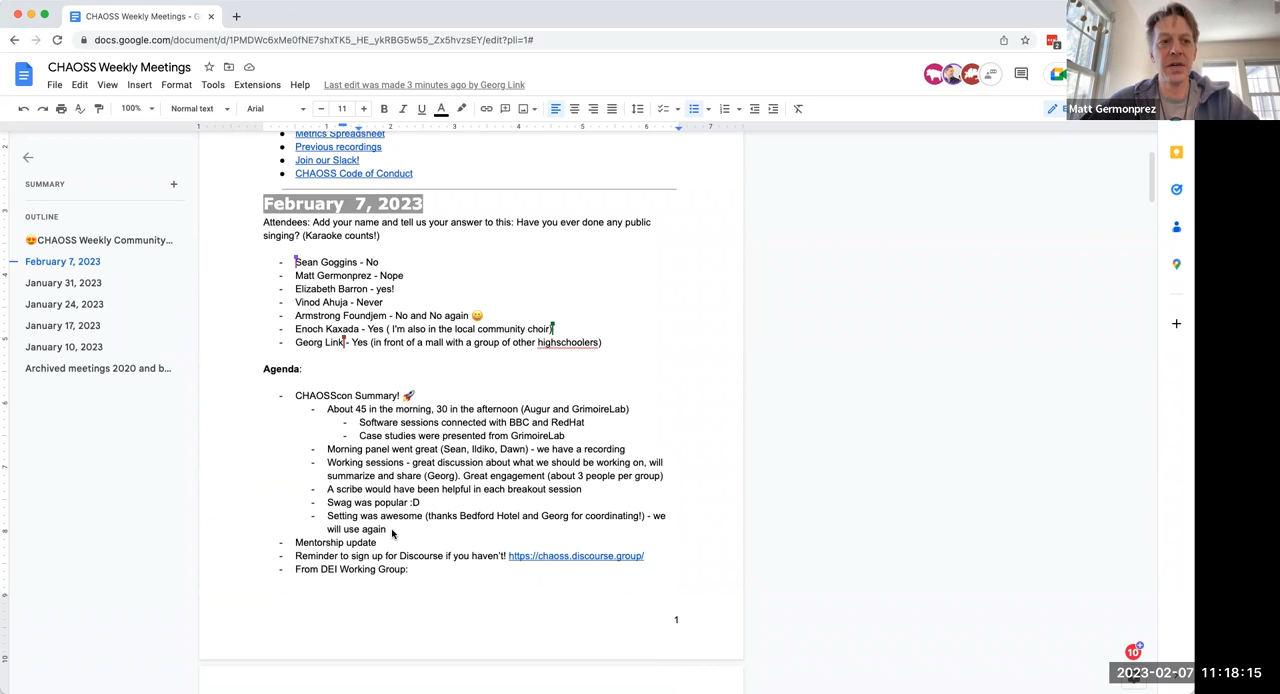 CHAOSS Weekly Meetings - G
docs.google.com/document/d/1PMDWc6xMe0fNE7shxTK5_HE_ykRBG5w55_Zx5hvzsEY/edit?pli=1#
2
CHAOSS Weekly Meetings
File Edit View Insert Format Tools Extensions Help Last edit was made 3 minutes ago by Georg Link
Matt Germonprez
100% Normal text Arial 11 B I U A
1 1 2 3 4 5 6 7
SUMMARY
OUTLINE
😍CHAOSS Weekly Community...
February 7, 2023
January 31, 2023
January 24, 2023
January 17, 2023
January 10, 2023
Archived meetings 2020 and b...
Metrics Spreadsheet
Previous recordings
Join our Slack!
CHAOSS Code of Conduct
February 7, 2023
Attendees: Add your name and tell us your answer to this: Have you ever done any public
singing? (Karaoke counts!)
- Sean Goggins - No
- Matt Germonprez - Nope
- Elizabeth Barron - yes!
- Vinod Ahuja - Never
- Armstrong Foundjem - No and No again 😀
- Enoch Kaxada - Yes ( I'm also in the local community choir)
- Georg Link - Yes (in front of a mall with a group of other highschoolers)
Agenda:
- CHAOSScon Summary! 🚀
- About 45 in the morning, 30 in the afternoon (Augur and GrimoireLab)
- Software sessions connected with BBC and RedHat
- Case studies were presented from GrimoireLab
- Morning panel went great (Sean, Ildiko, Dawn) - we have a recording
- Working sessions - great discussion about what we should be working on, will
summarize and share (Georg). Great engagement (about 3 people per group)
- A scribe would have been helpful in each breakout session
- Swag was popular :D
- Setting was awesome (thanks Bedford Hotel and Georg for coordinating!) - we
will use again
- Mentorship update
- Reminder to sign up for Discourse if you haven't! https://chaoss.discourse.group/
- From DEI Working Group:
1
10
2023-02-07 11:18:15